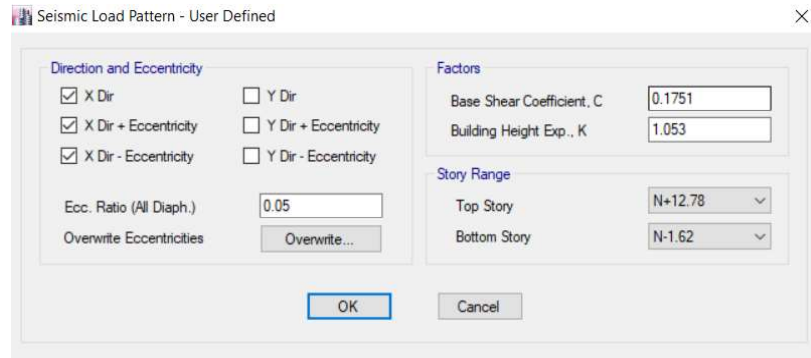 Seismic Load Pattern - User Defined
Direction and Eccentricity
X Dir
Y Dir
X Dir + Eccentricity
Y Dir + Eccentricity
X Dir - Eccentricity
Y Dir - Eccentricity
Ecc. Ratio (All Diaph.)
0.05
Overwrite Eccentricities
Overwrite...
Factors
Base Shear Coefficient, C
0.1751
Building Height Exp., K
1.053
Story Range
Top Story
N+12.78
Bottom Story
N-1.62
OK
Cancel